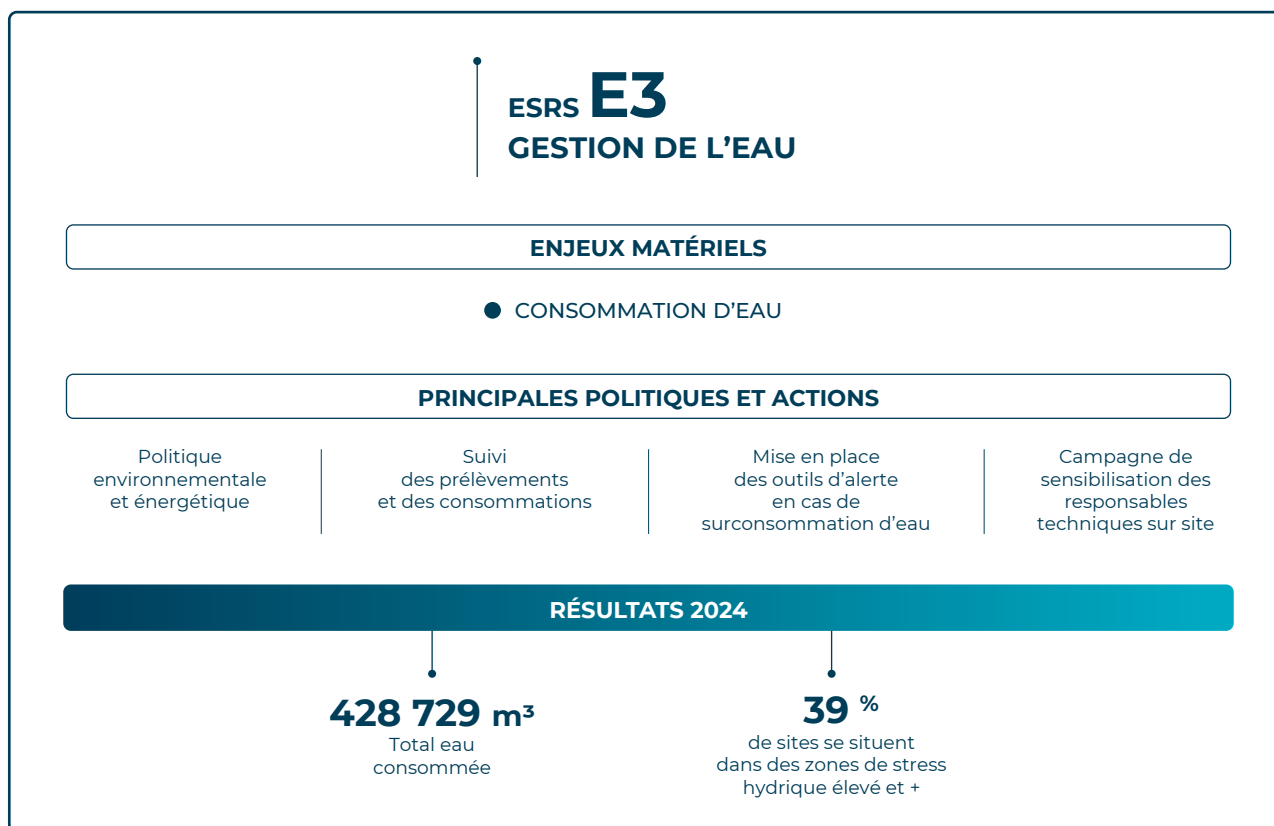 ESRS E3
GESTION DE L’EAU
ENJEUX MATÉRIELS
● CONSOMMATION D’EAU
PRINCIPALES POLITIQUES ET ACTIONS
Politique
environnementale
et énergétique
Suivi
des prélèvements
et des consommations
Mise en place
des outils d’alerte
en cas de
surconsommation d’eau
Campagne de
sensibilisation des
responsables
techniques sur site
RÉSULTATS 2024
428 729 m³
Total eau
consommée
39 %
de sites se situent
dans des zones de stress
hydrique élevé et +